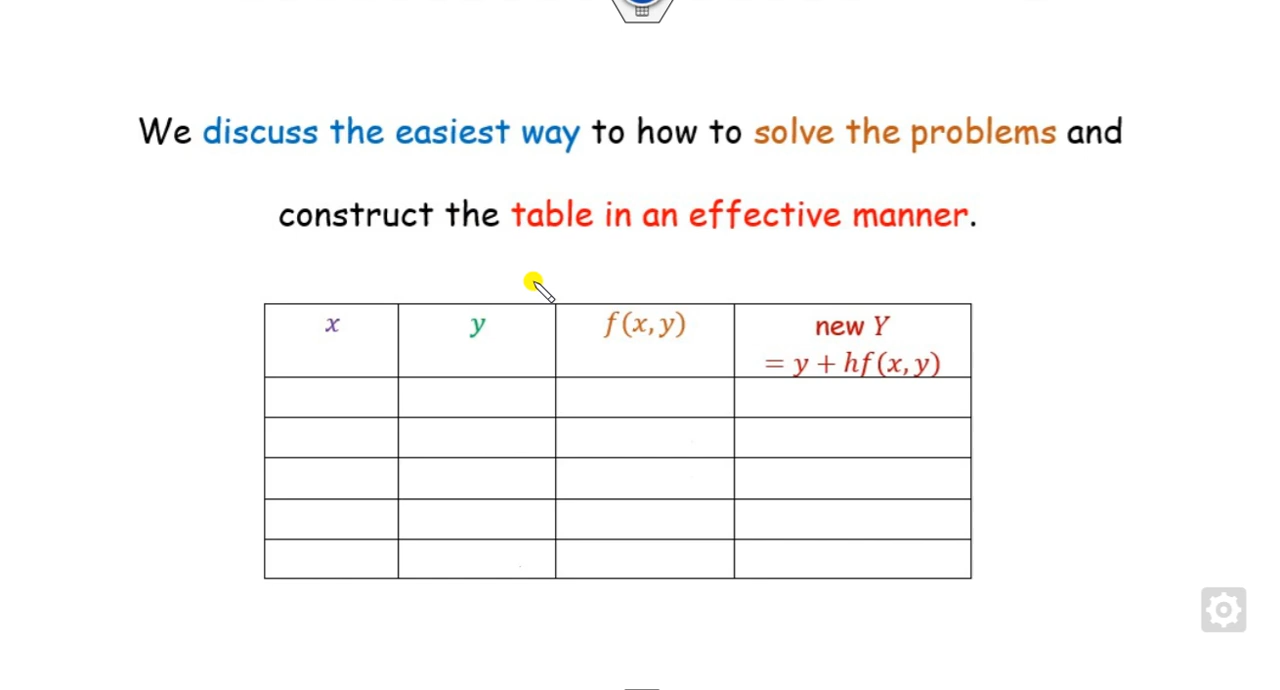 We discuss the easiest way to how to solve the problems and
construct the table in an effective manner.
x y f(x, y) new Y
= y + hf(x, y)